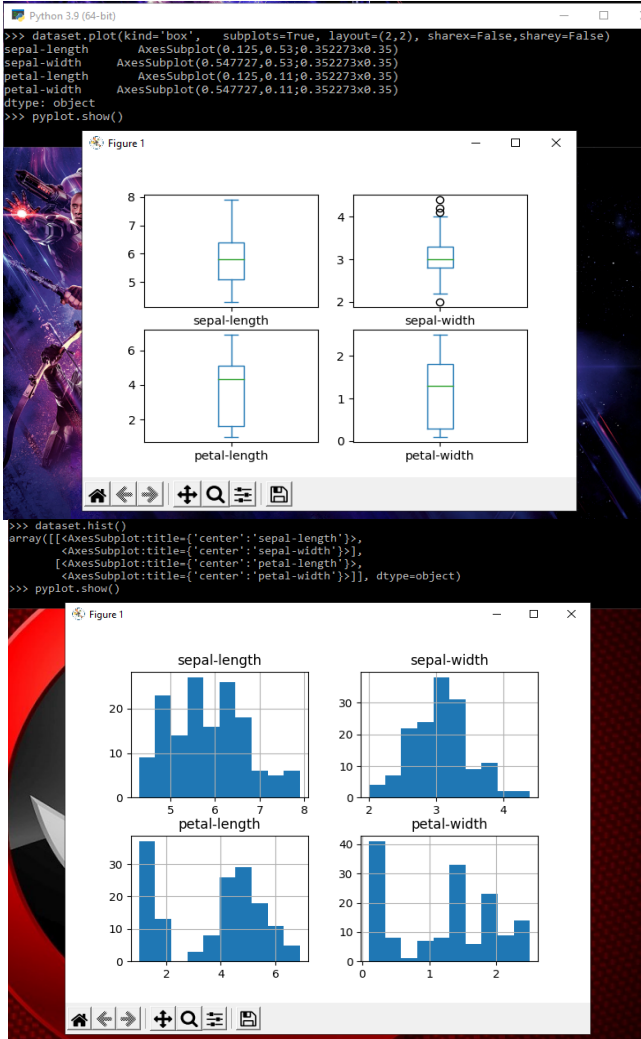 Python 3.9 (64-bit)
>>> dataset.plot(kind='box',   subplots=True, layout=(2,2), sharex=False,sharey=False)
sepal-length       AxesSubplot(0.125,0.53;0.352273x0.35)
sepal-width     AxesSubplot(0.547727,0.53;0.352273x0.35)
petal-length       AxesSubplot(0.125,0.11;0.352273x0.35)
petal-width     AxesSubplot(0.547727,0.11;0.352273x0.35)
dtype: object
>>> pyplot.show()
Figure 1
8
7
6
5
sepal-length
4
3
2
sepal-width
6
4
2
petal-length
2
1
0
petal-width
>>> dataset.hist()
array([[<AxesSubplot:title={'center':'sepal-length'}>,
        <AxesSubplot:title={'center':'sepal-width'}>],
       [<AxesSubplot:title={'center':'petal-length'}>,
        <AxesSubplot:title={'center':'petal-width'}>]], dtype=object)
>>> pyplot.show()
Figure 1
sepal-length
20
10
0
5 6 7 8
sepal-width
30
20
10
0
2 3 4
petal-length
30
20
10
0
2 4 6
petal-width
40
30
20
10
0
0 1 2